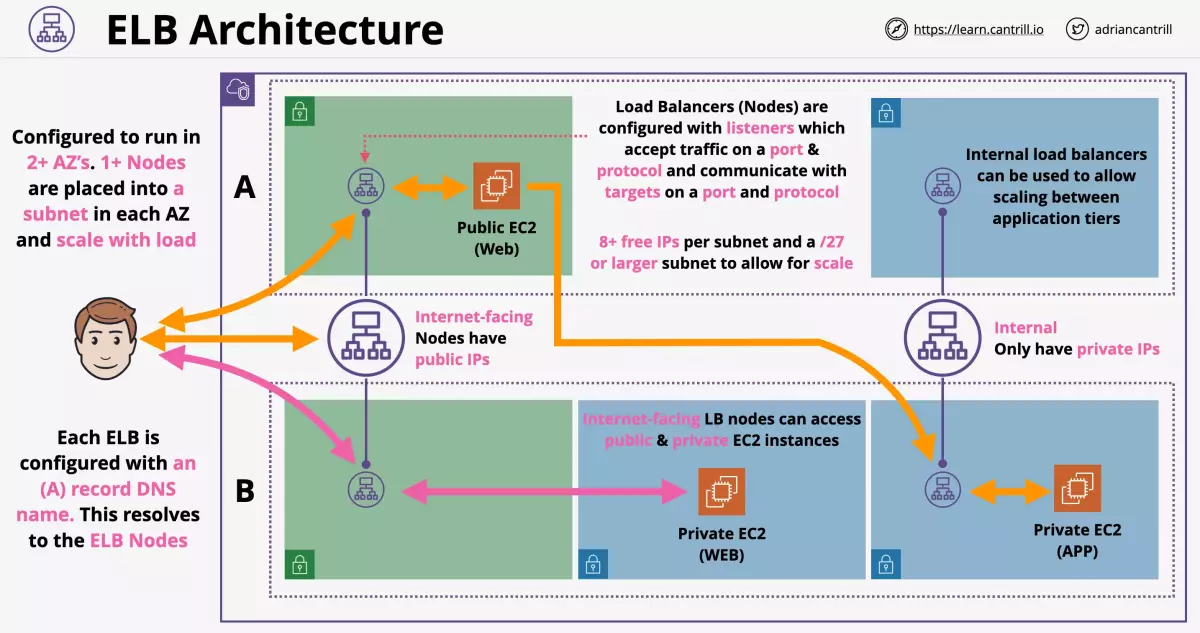 ELB Architecture
https://learn.cantrill.io
adriancantrill
Configured to run in
2+ AZ's. 1+ Nodes
are placed into a
subnet in each AZ
and scale with load
A
Public EC2
(Web)
Load Balancers (Nodes) are
configured with listeners which
accept traffic on a port &
protocol and communicate with
targets on a port and protocol
8+ free IPs per subnet and a /27
or larger subnet to allow for scale
Internal load balancers
can be used to allow
scaling between
application tiers
Internet-facing
Nodes have
public IPs
Internal
Only have private IPs
Each ELB is
configured with an
(A) record DNS
name. This resolves
to the ELB Nodes
B
Internet-facing LB nodes can access
public & private EC2 instances
Private EC2
(WEB)
Private EC2
(APP)